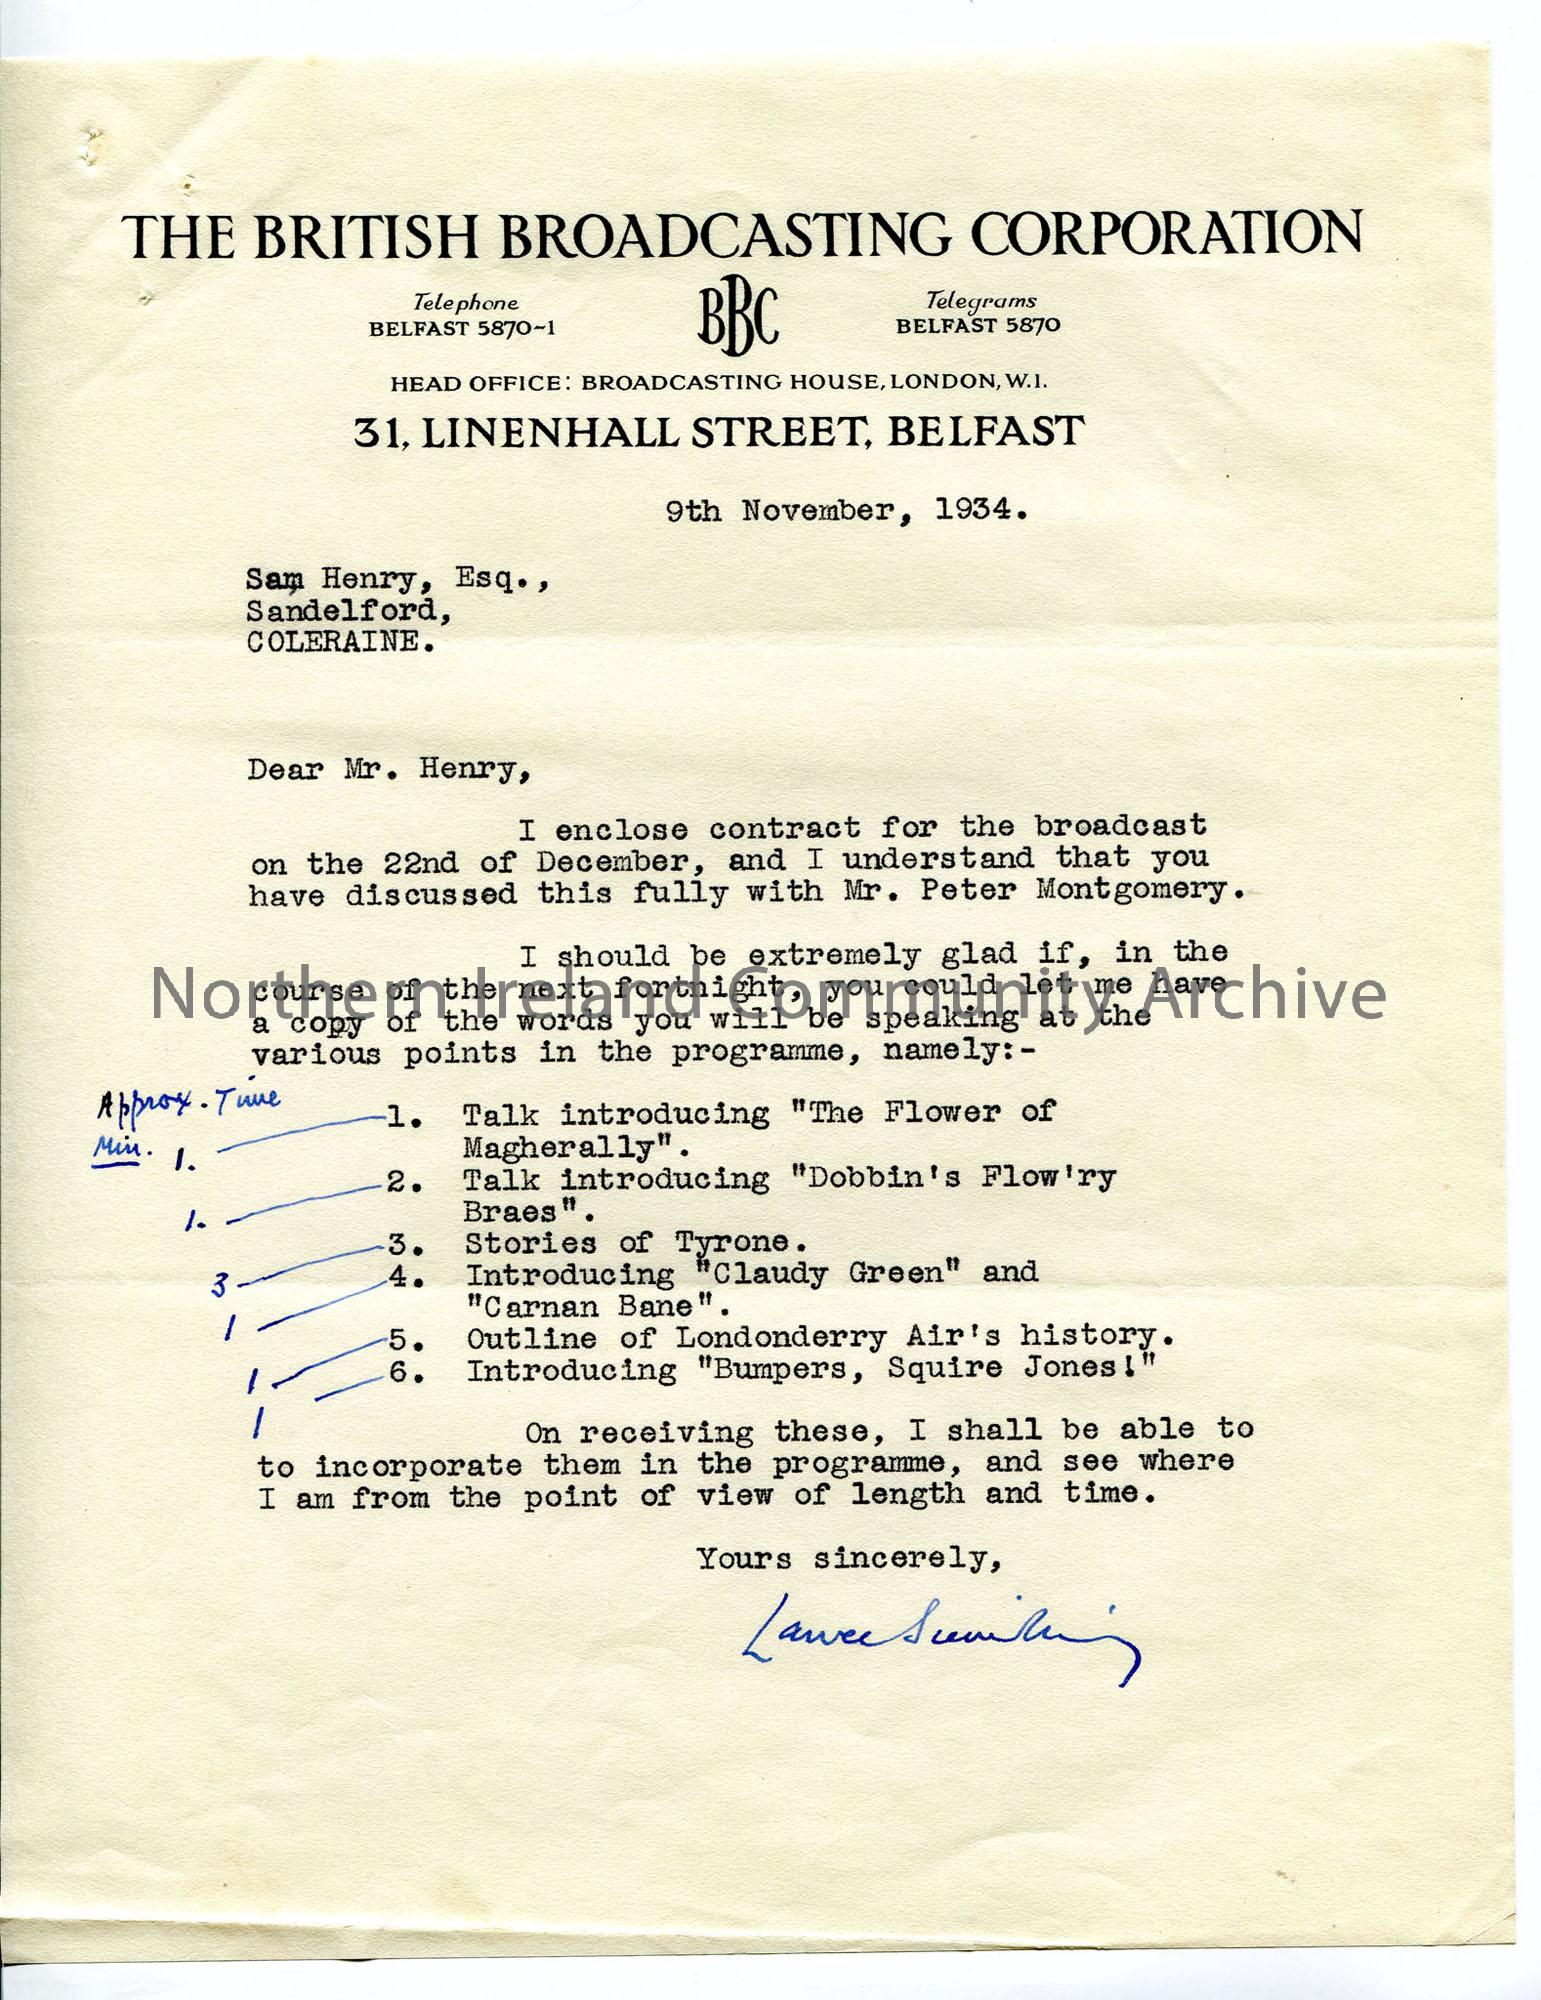 THE BRITISH BROADCASTING CORPORATION
Telephone
BELFAST 5870~1
BBC
Telegrams
BELFAST 5870
HEAD OFFICE: BROADCASTING HOUSE, LONDON, W.1.
31, LINENHALL STREET, BELFAST
9th November, 1934.
Sam Henry, Esq.,
Sandelford,
COLERAINE.
Dear Mr. Henry,
I enclose contract for the broadcast
on the 22nd of December, and I understand that you
have discussed this fully with Mr. Peter Montgomery.
I should be extremely glad if, in the
Northern Ireland Community Archive
course of the next fortnight, you could let me have
a copy of the words you will be speaking at the
various points in the programme, namely:-
Approx. Time
Min.
1. 1. Talk introducing "The Flower of
Magherally".
1. 2. Talk introducing "Dobbin's Flow'ry
Braes".
3 3. Stories of Tyrone.
1 4. Introducing "Claudy Green" and
"Carnan Bane".
1 5. Outline of Londonderry Air's history.
1 6. Introducing "Bumpers, Squire Jones!"
On receiving these, I shall be able to
to incorporate them in the programme, and see where
I am from the point of view of length and time.
Yours sincerely,